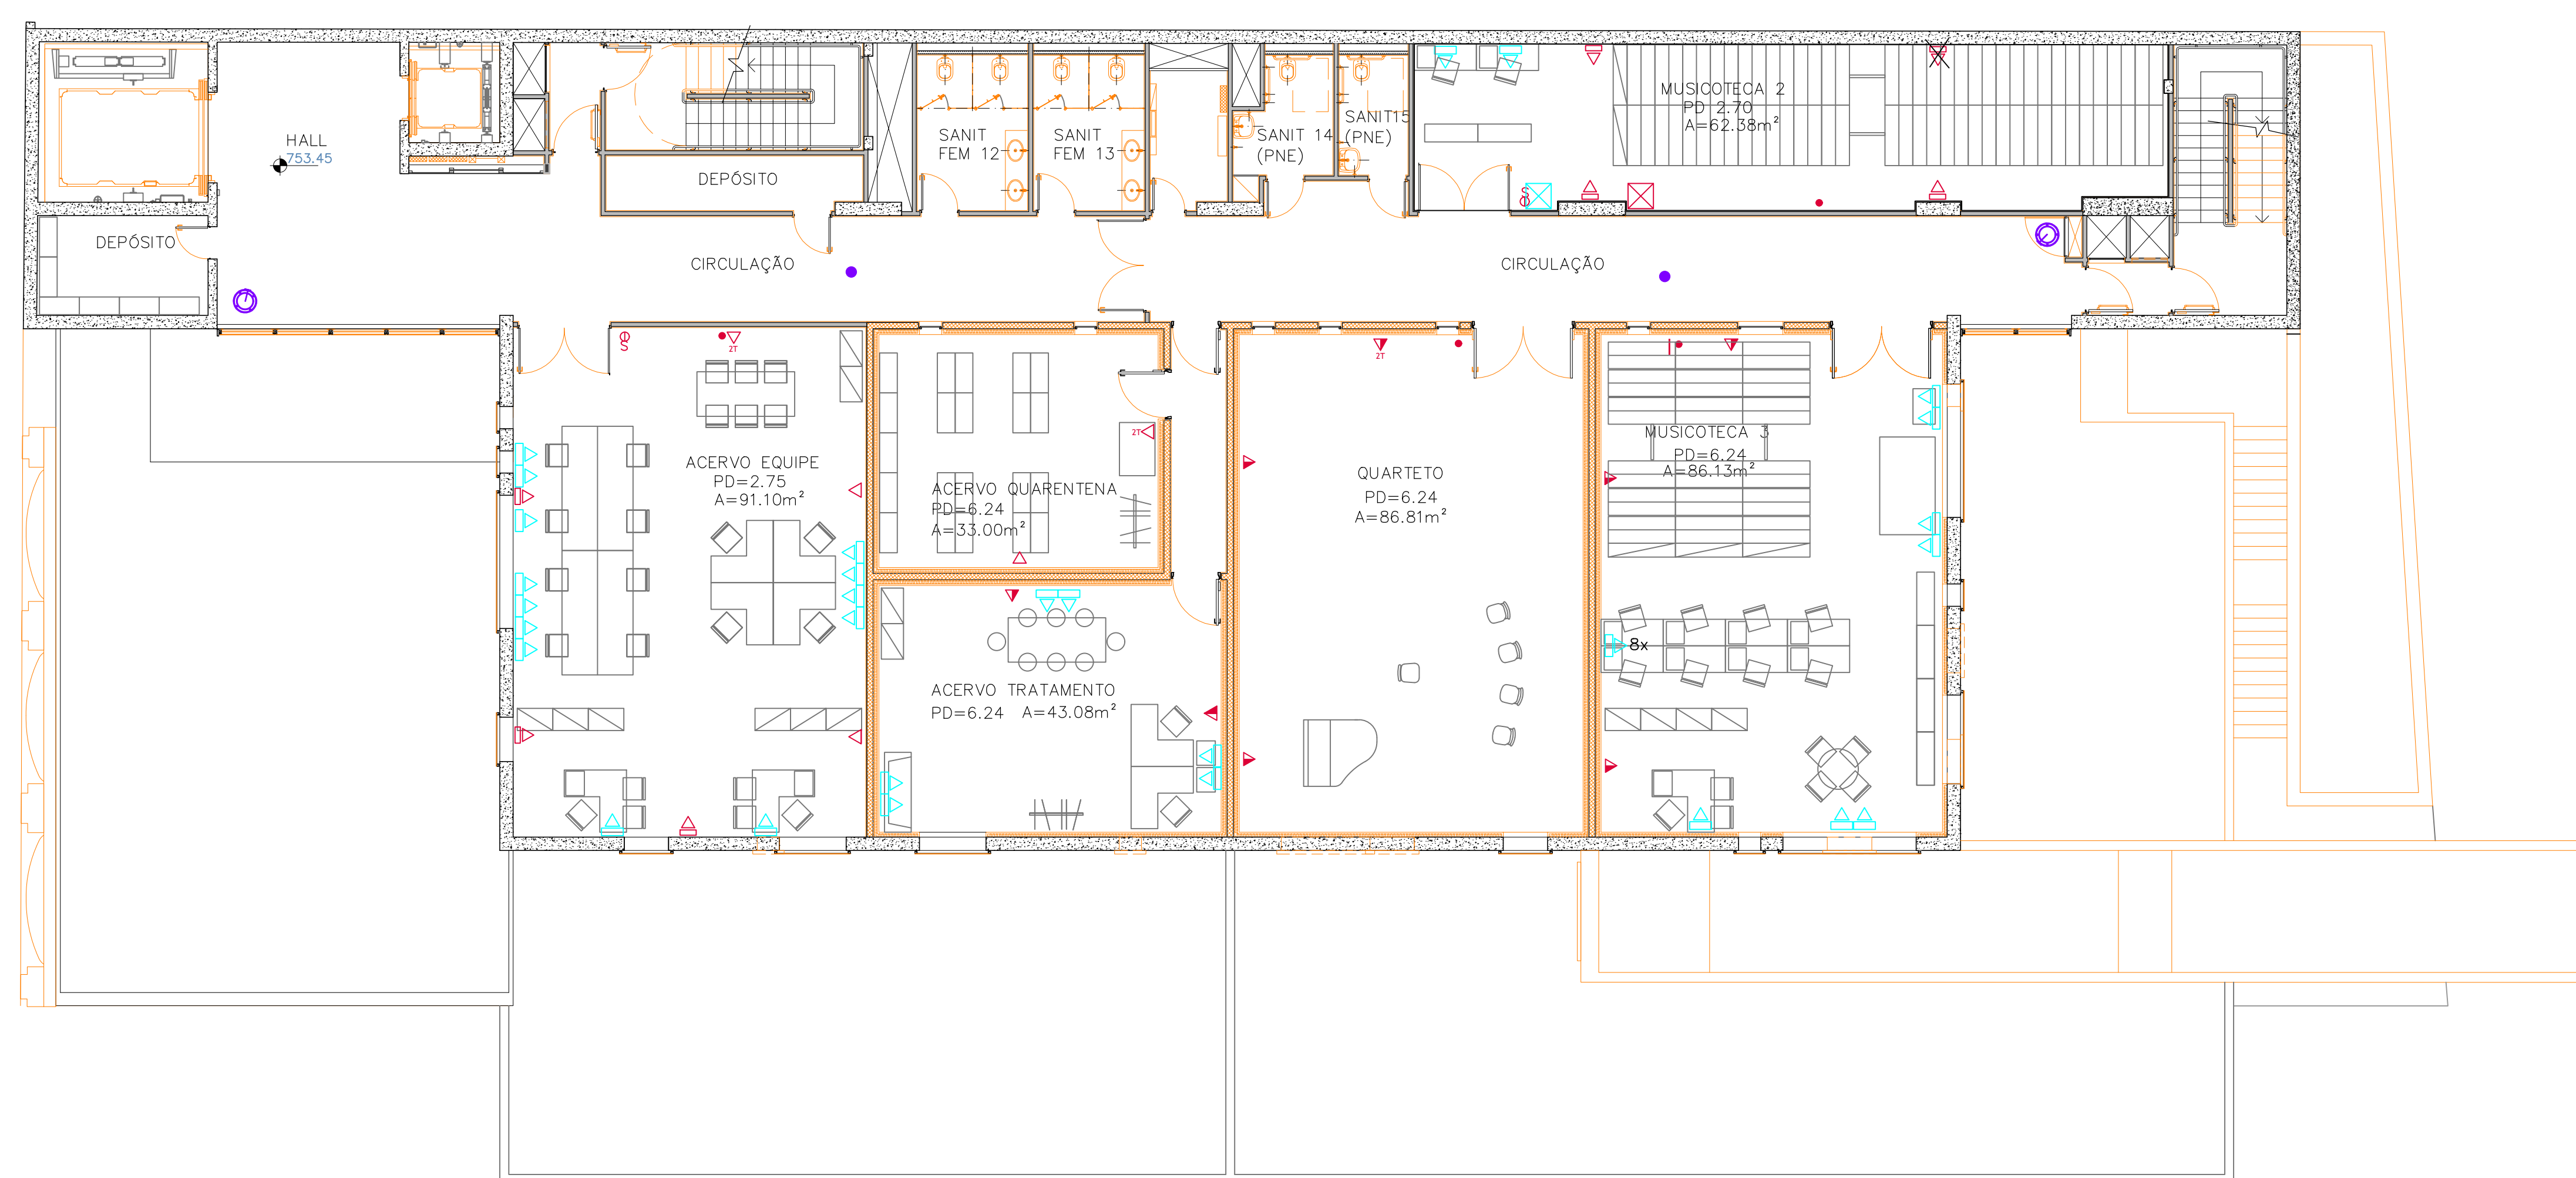 HALL
753.45
DEPÓSITO
DEPÓSITO
SANIT
FEM 12
SANIT
FEM 13
SANIT 14
(PNE)
SANIT15
(PNE)
MUSICOTECA 2
PD 2.70
A=62.38m²
S
CIRCULAÇÃO
CIRCULAÇÃO
S
2T
ACERVO EQUIPE
PD=2.75
A=91.10m²
2T
ACERVO QUARENTENA
PD=6.24
A=33.00m²
2T
QUARTETO
PD=6.24
A=86.81m²
MUSICOTECA 3
PD=6.24
A=86.13m²
8x
ACERVO TRATAMENTO
PD=6.24 A=43.08m²